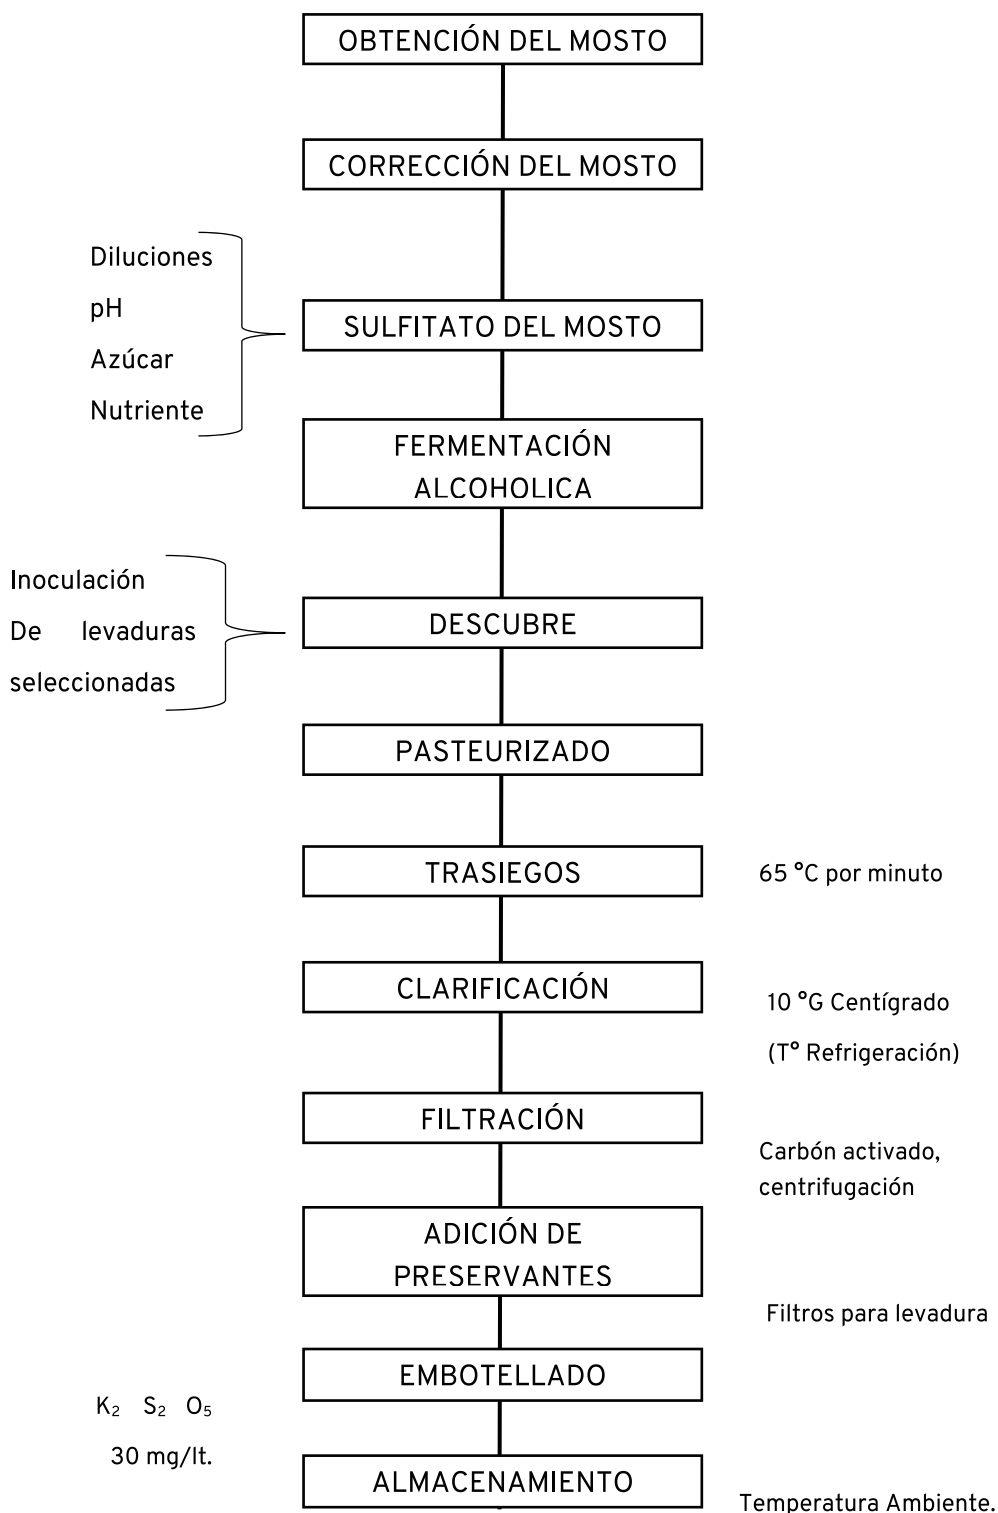 OBTENCIÓN DEL MOSTO
CORRECCIÓN DEL MOSTO
Diluciones
pH
Azúcar
Nutriente
SULFITATO DEL MOSTO
FERMENTACIÓN
ALCOHOLICA
Inoculación
De levaduras
seleccionadas
DESCUBRE
PASTEURIZADO
TRASIEGOS
65 °C por minuto
CLARIFICACIÓN
10 °G Centígrado
(T° Refrigeración)
FILTRACIÓN
Carbón activado,
centrifugación
ADICIÓN DE
PRESERVANTES
Filtros para levadura
EMBOTELLADO
K₂ S₂ O₅
30 mg/lt.
ALMACENAMIENTO
Temperatura Ambiente.